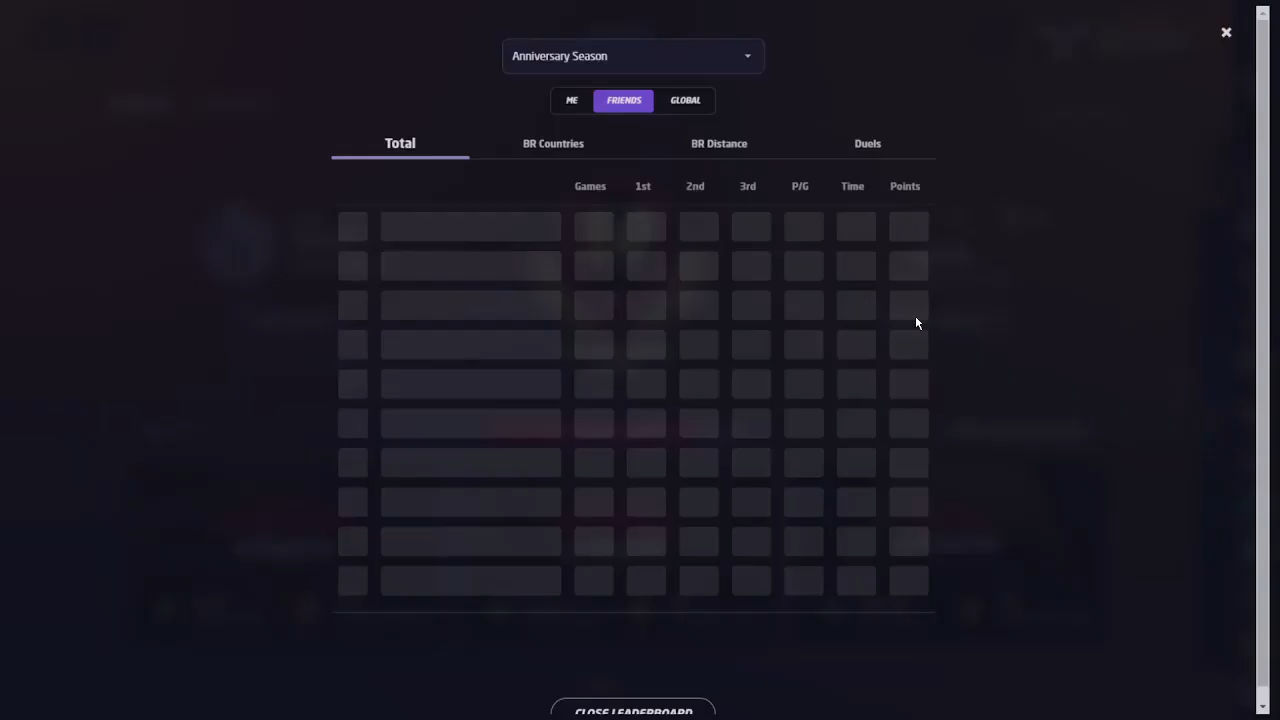 Anniversary Season
ME FRIENDS GLOBAL
Total BR Countries BR Distance Duels
Games 1st 2nd 3rd P/G Time Points
CLOSE LEADERBOARD